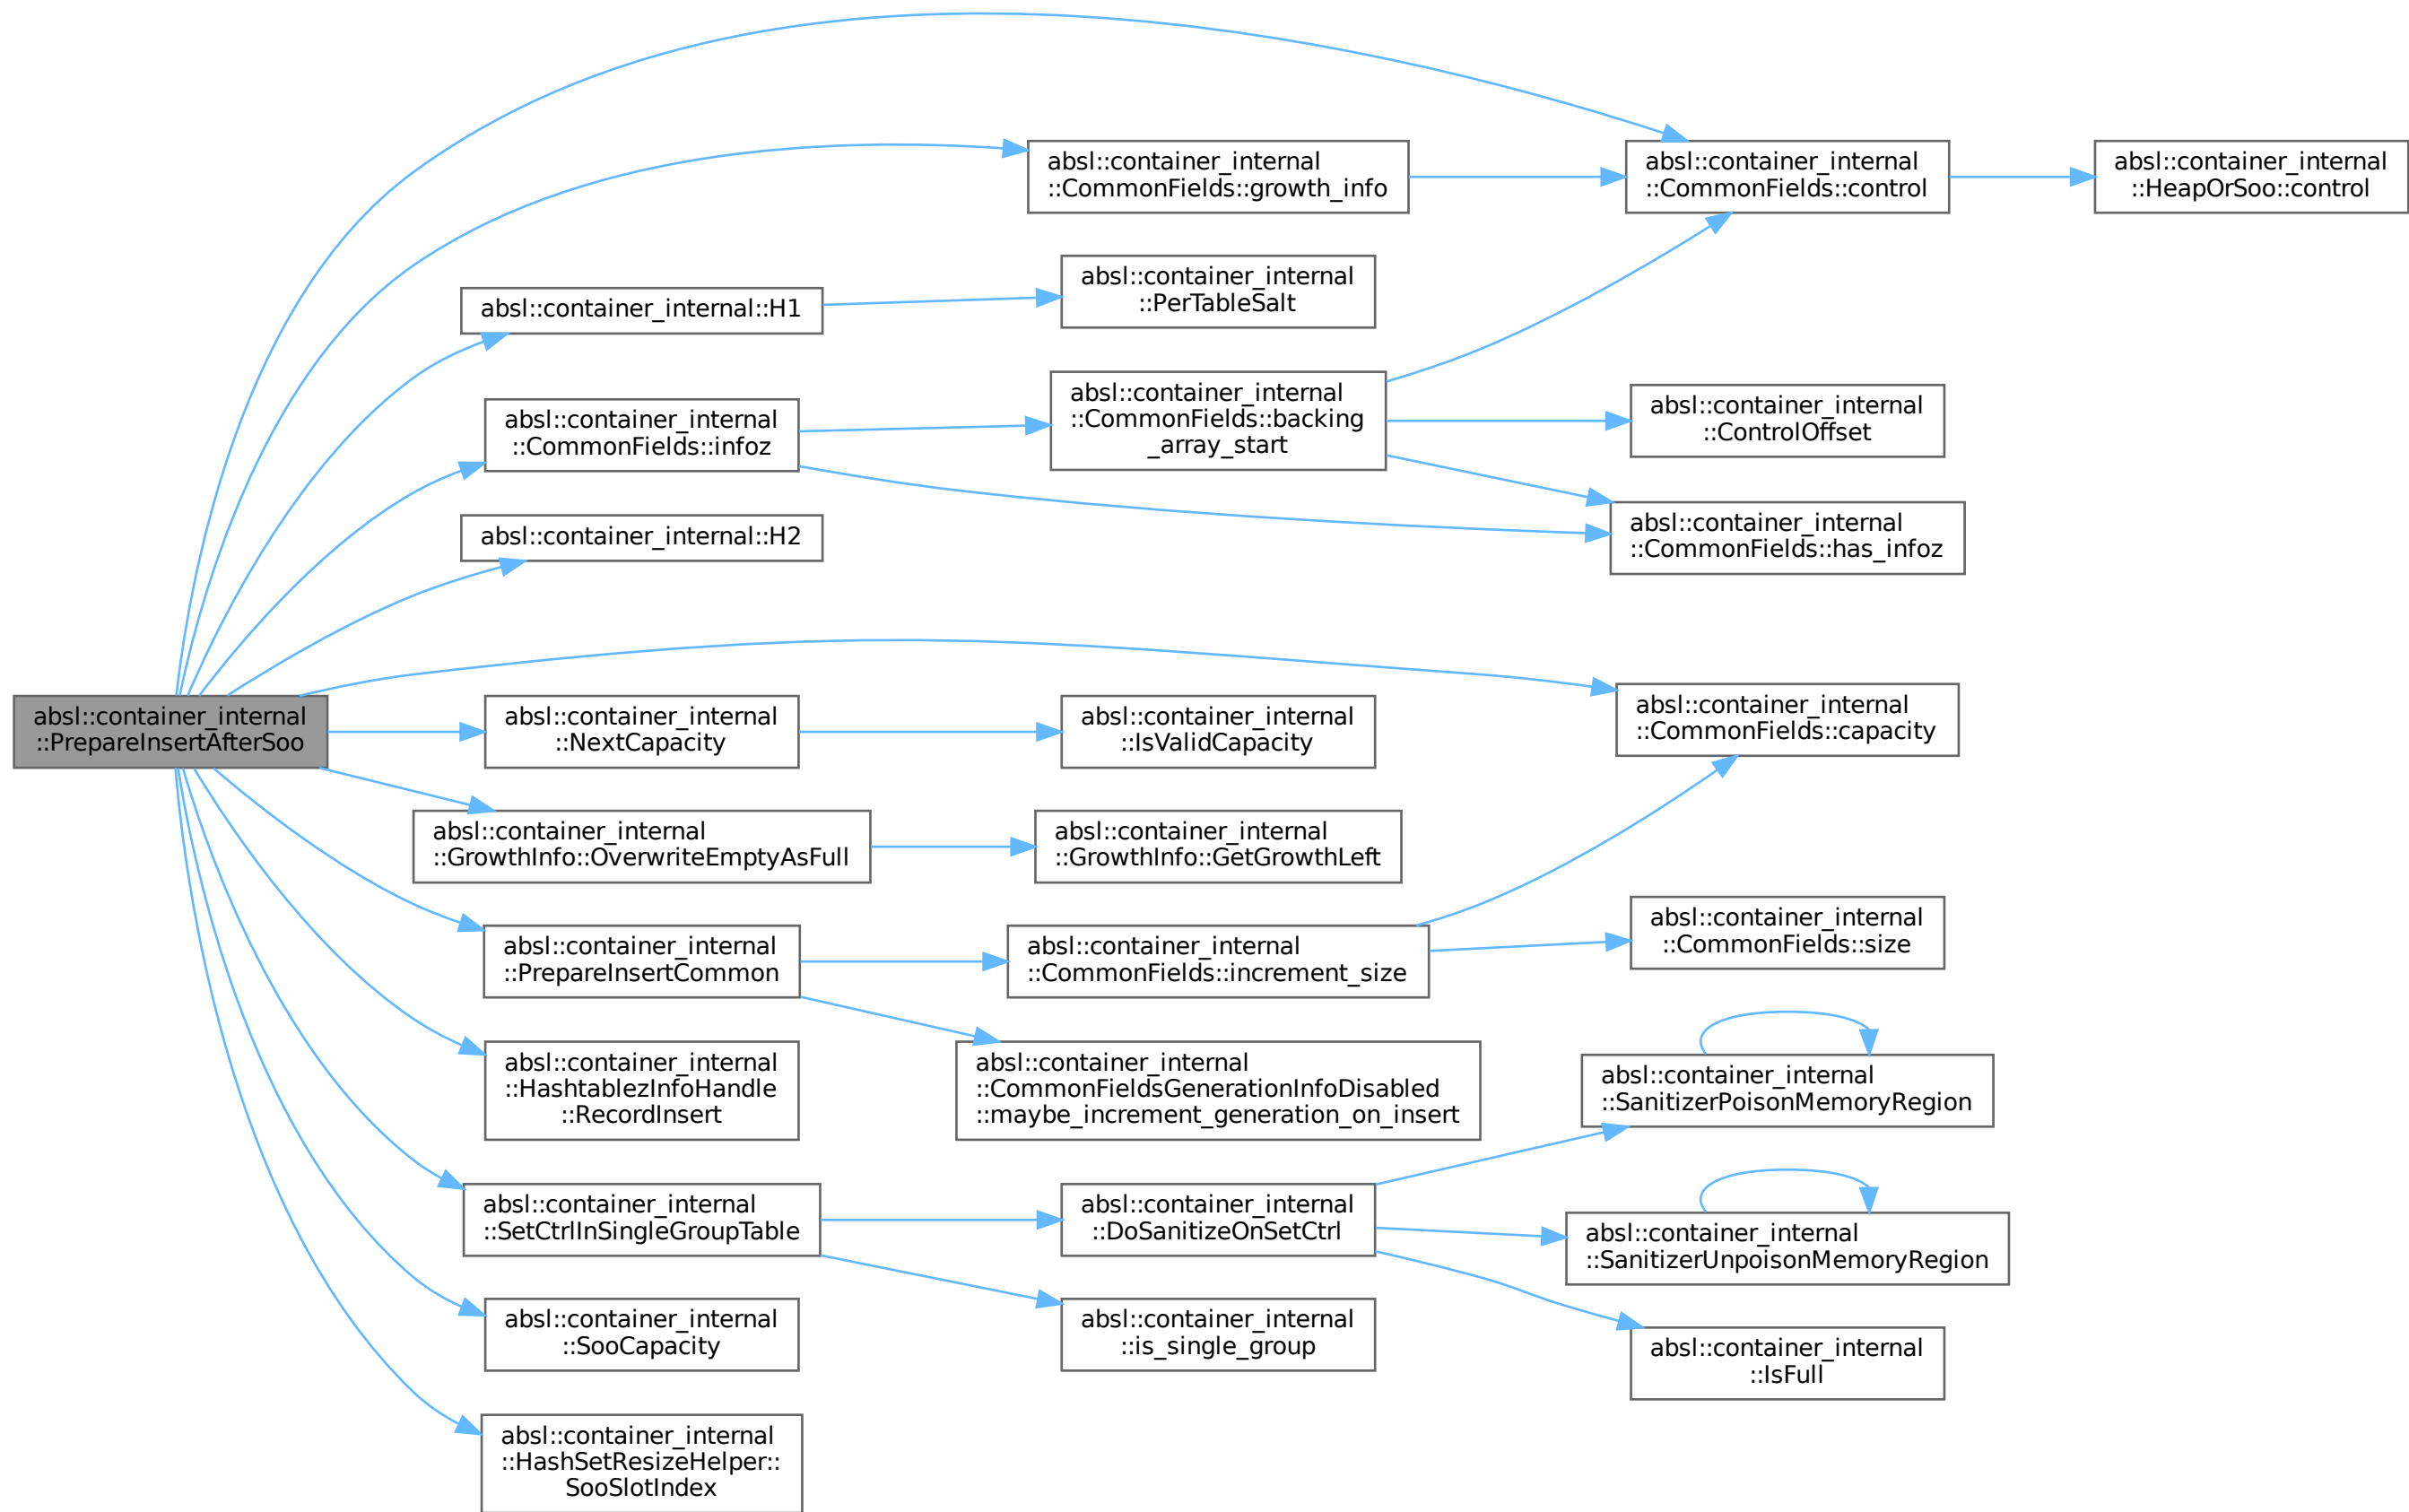 absl::container_internal
::PrepareInsertAfterSoo
absl::container_internal
::CommonFields::growth_info
absl::container_internal
::CommonFields::control
absl::container_internal
::HeapOrSoo::control
absl::container_internal::H1
absl::container_internal
::PerTableSalt
absl::container_internal
::CommonFields::infoz
absl::container_internal
::CommonFields::backing
_array_start
absl::container_internal
::ControlOffset
absl::container_internal
::CommonFields::has_infoz
absl::container_internal::H2
absl::container_internal
::NextCapacity
absl::container_internal
::IsValidCapacity
absl::container_internal
::CommonFields::capacity
absl::container_internal
::GrowthInfo::OverwriteEmptyAsFull
absl::container_internal
::GrowthInfo::GetGrowthLeft
absl::container_internal
::PrepareInsertCommon
absl::container_internal
::CommonFields::increment_size
absl::container_internal
::CommonFields::size
absl::container_internal
::HashtablezInfoHandle
::RecordInsert
absl::container_internal
::CommonFieldsGenerationInfoDisabled
::maybe_increment_generation_on_insert
absl::container_internal
::SanitizerPoisonMemoryRegion
absl::container_internal
::SetCtrlInSingleGroupTable
absl::container_internal
::DoSanitizeOnSetCtrl
absl::container_internal
::SanitizerUnpoisonMemoryRegion
absl::container_internal
::SooCapacity
absl::container_internal
::is_single_group
absl::container_internal
::IsFull
absl::container_internal
::HashSetResizeHelper::
SooSlotIndex